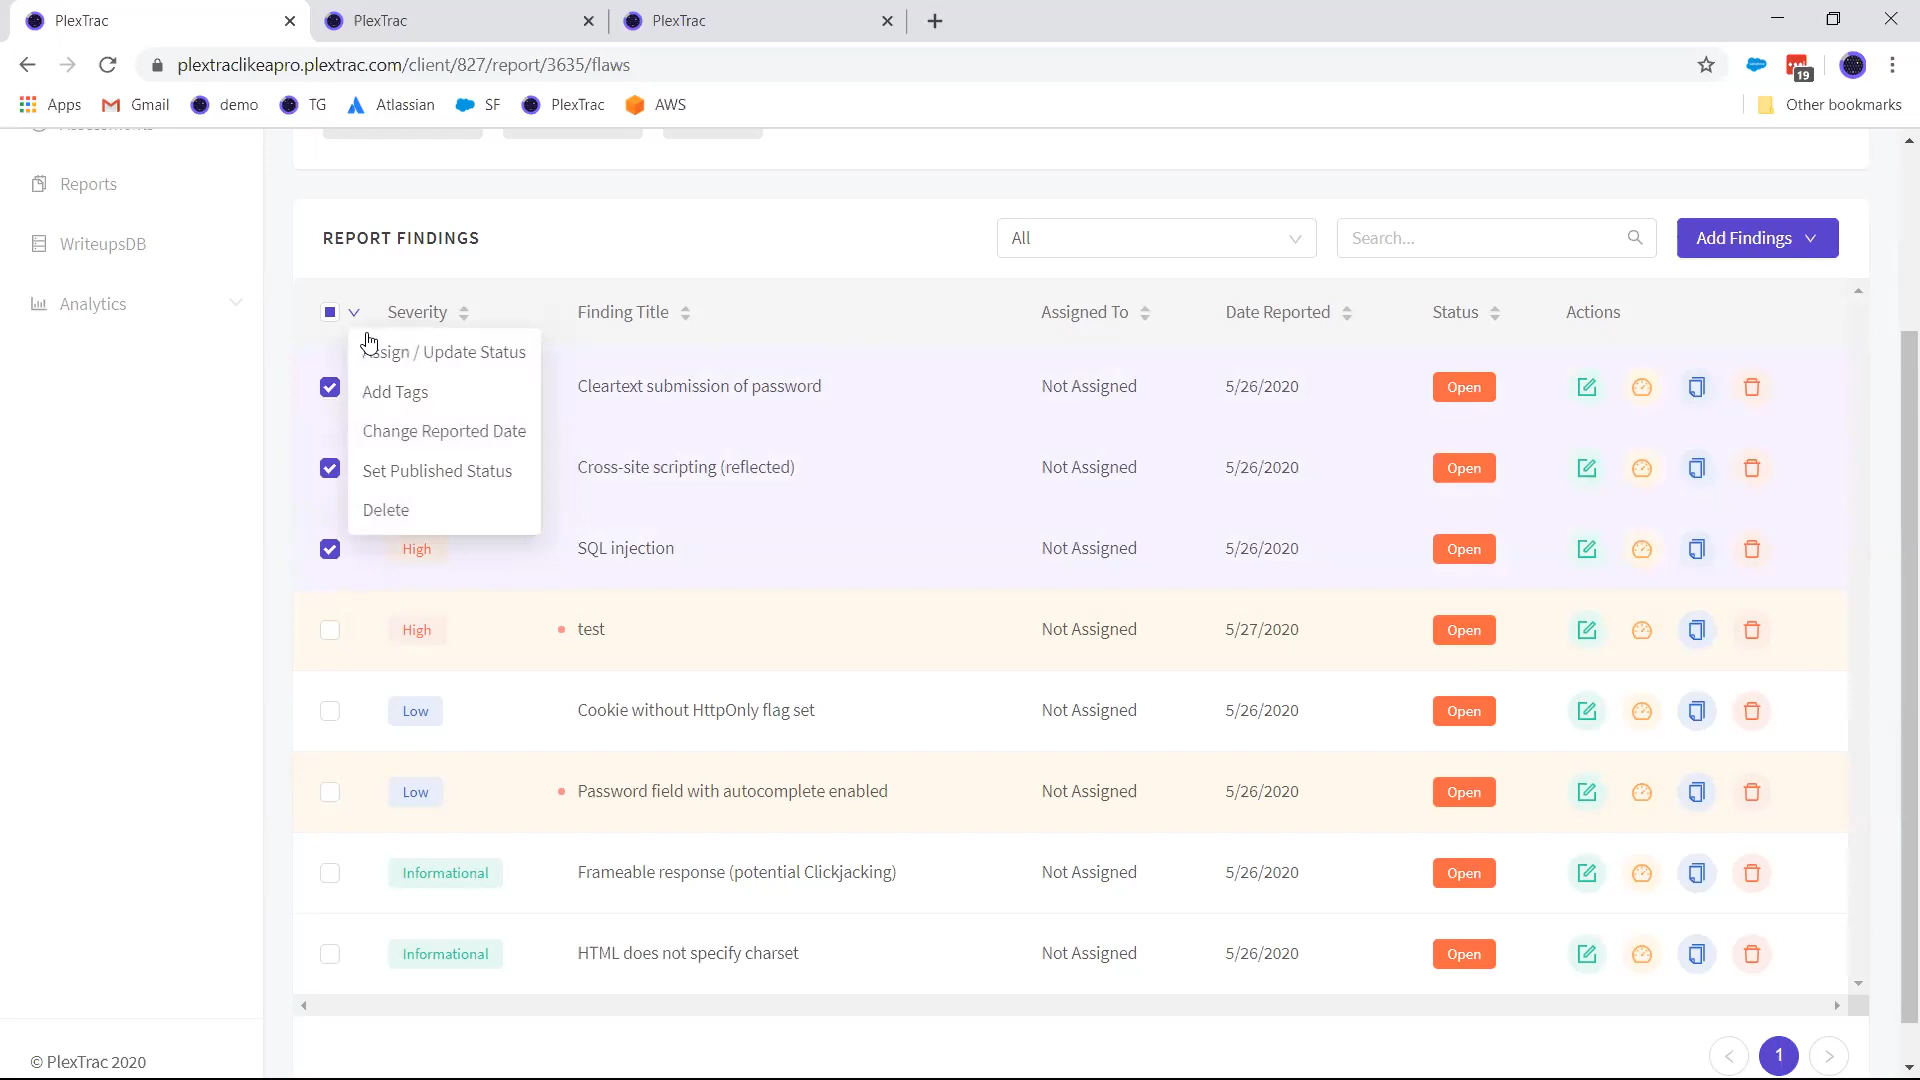 PlexTrac
PlexTrac
PlexTrac
plextraclikeapro.plextrac.com/client/827/report/3635/flaws
19
Apps
Gmail
demo
TG
Atlassian
SF
PlexTrac
AWS
Other bookmarks
Reports
WriteupsDB
Analytics
© PlexTrac 2020
REPORT FINDINGS
All
Search...
Add Findings
Severity
Finding Title
Assigned To
Date Reported
Status
Actions
Assign / Update Status
Add Tags
Change Reported Date
Set Published Status
Delete
Cleartext submission of password Not Assigned 5/26/2020 Open
Cross-site scripting (reflected) Not Assigned 5/26/2020 Open
High SQL injection Not Assigned 5/26/2020 Open
High test Not Assigned 5/27/2020 Open
Low Cookie without HttpOnly flag set Not Assigned 5/26/2020 Open
Low Password field with autocomplete enabled Not Assigned 5/26/2020 Open
Informational Frameable response (potential Clickjacking) Not Assigned 5/26/2020 Open
Informational HTML does not specify charset Not Assigned 5/26/2020 Open
1